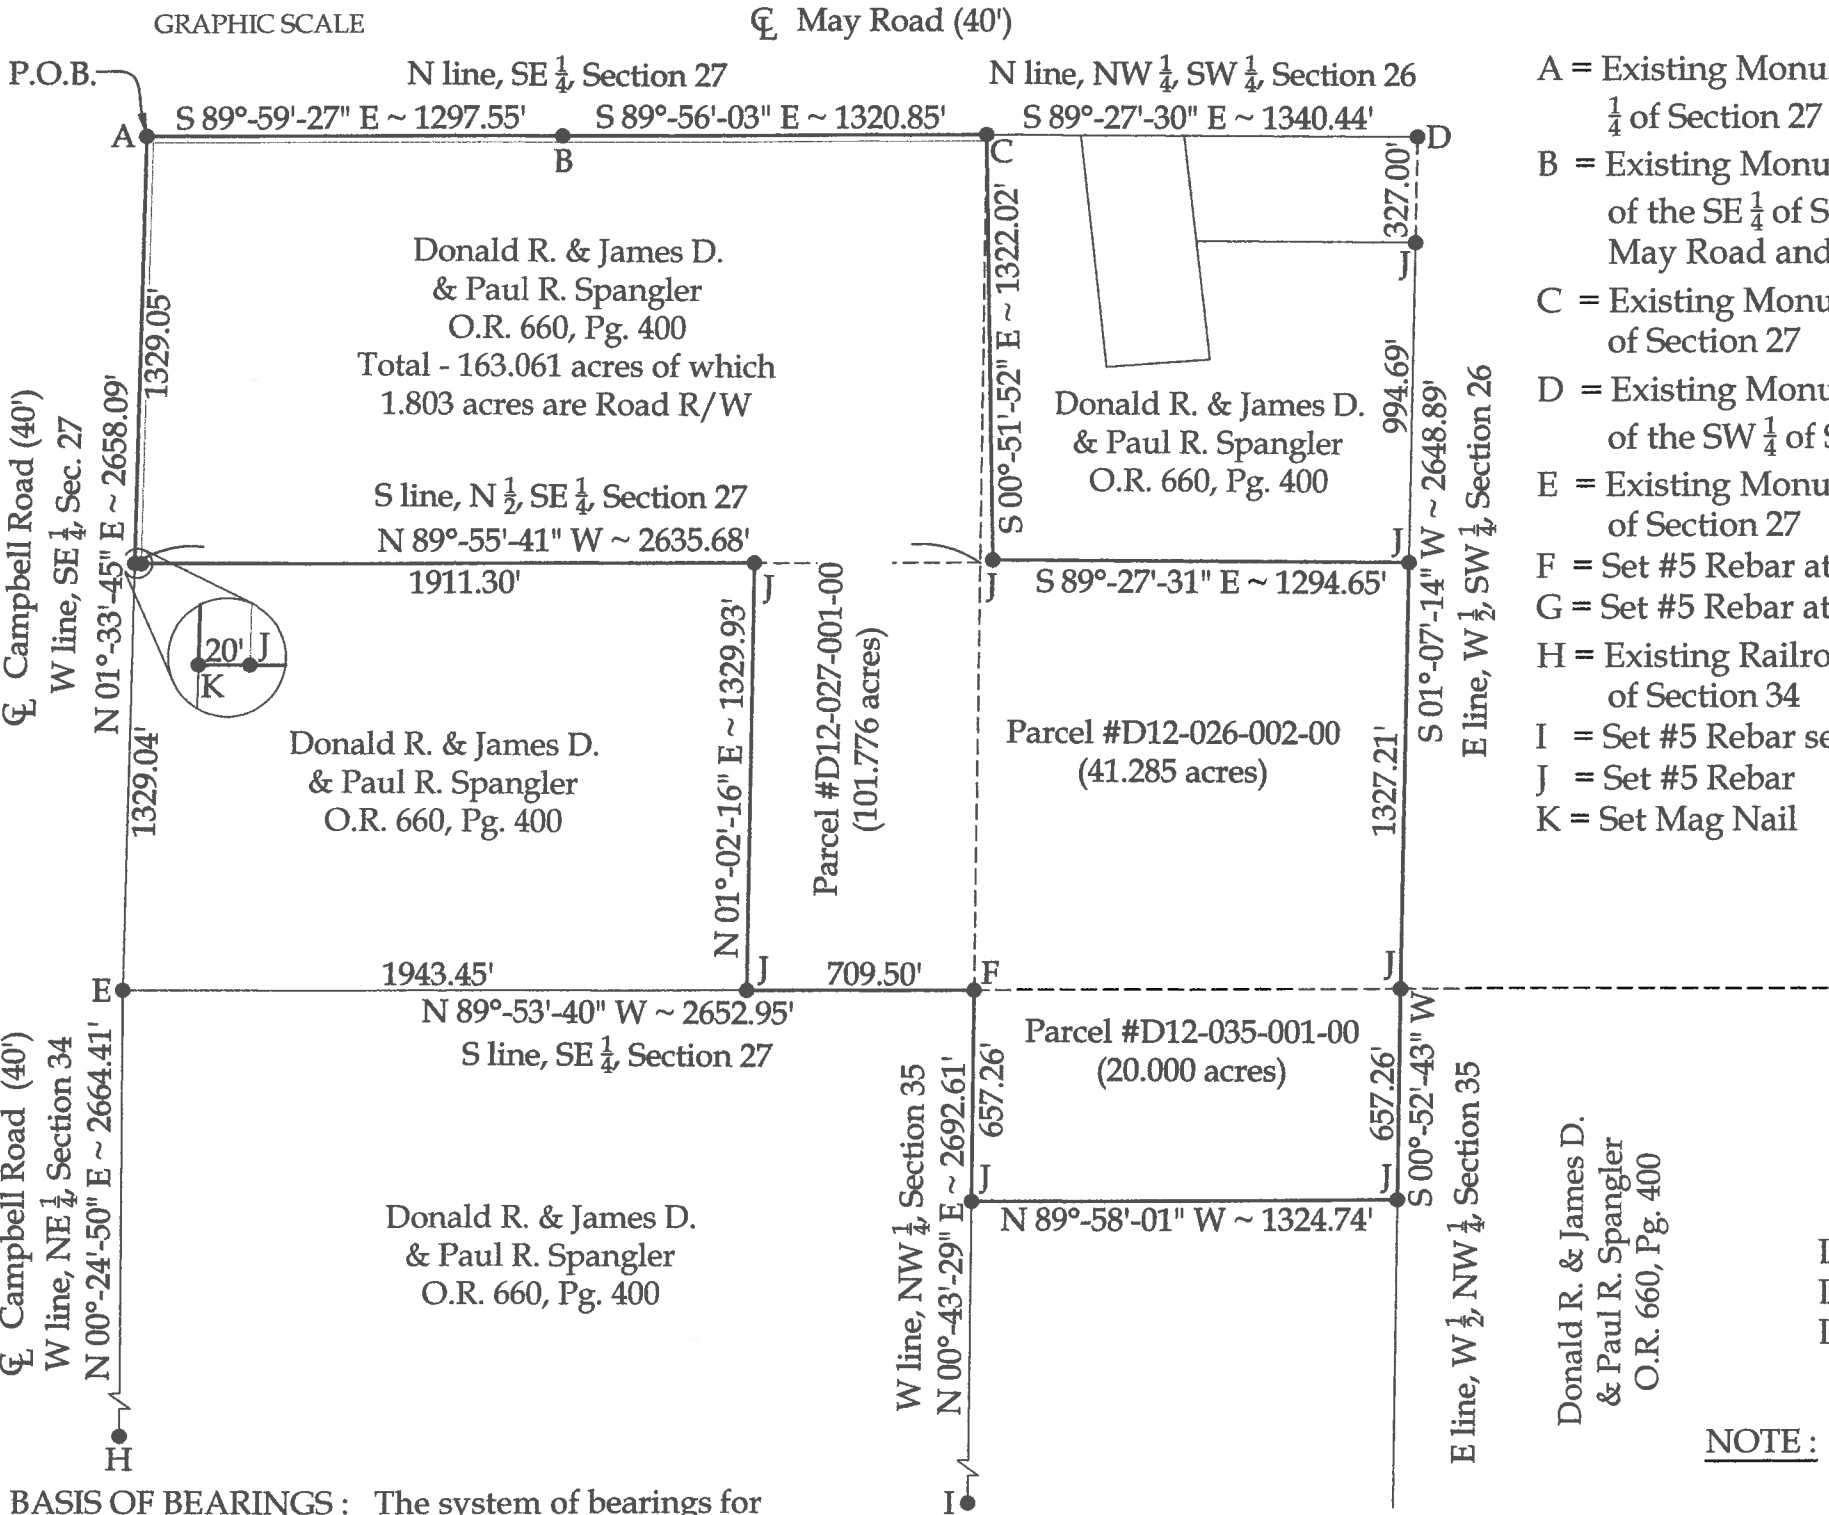 GRAPHIC SCALE
℄ May Road (40')
P.O.B.
N line, SE 1/4, Section 27
N line, NW 1/4, SW 1/4, Section 26
S 89°-59'-27" E ~ 1297.55'
S 89°-56'-03" E ~ 1320.85'
S 89°-27'-30" E ~ 1340.44'
A
B
C
D
327.00'
J
Donald R. & James D.
& Paul R. Spangler
O.R. 660, Pg. 400
Total - 163.061 acres of which
1.803 acres are Road R/W
1329.05'
S 00°-51'-52" E ~ 1322.02'
Donald R. & James D.
& Paul R. Spangler
O.R. 660, Pg. 400
994.69'
S 01°-07'-14" W ~ 2648.89'
E line, W 1/2, SW 1/4, Section 26
℄ Campbell Road (40')
W line, SE 1/4, Sec. 27
N 01°-33'-45" E ~ 2658.09'
S line, N 1/2, SE 1/4, Section 27
N 89°-55'-41" W ~ 2635.68'
1911.30'
J
J
J
S 89°-27'-31" E ~ 1294.65'
20'
J
K
1329.04'
Donald R. & James D.
& Paul R. Spangler
O.R. 660, Pg. 400
N 01°-02'-16" E ~ 1329.93'
Parcel #D12-027-001-00
(101.776 acres)
Parcel #D12-026-002-00
(41.285 acres)
1327.21'
E
1943.45'
J
709.50'
F
J
N 89°-53'-40" W ~ 2652.95'
S line, SE 1/4, Section 27
℄ Campbell Road (40')
W line, NE 1/4, Section 34
N 00°-24'-50" E ~ 2664.41'
Donald R. & James D.
& Paul R. Spangler
O.R. 660, Pg. 400
W line, NW 1/4, Section 35
N 00°-43'-29" E ~ 2692.61'
657.26'
Parcel #D12-035-001-00
(20.000 acres)
657.26'
S 00°-52'-43" W
E line, W 1/2, NW 1/4, Section 35
J
J
N 89°-58'-01" W ~ 1324.74'
Donald R. & James D.
& Paul R. Spangler
O.R. 660, Pg. 400
H
I
BASIS OF BEARINGS : The system of bearings for
A = Existing Monu
1/4 of Section 27
B = Existing Monu
of the SE 1/4 of S
May Road and
C = Existing Monu
of Section 27
D = Existing Monu
of the SW 1/4 of S
E = Existing Monu
of Section 27
F = Set #5 Rebar at
G = Set #5 Rebar at
H = Existing Railro
of Section 34
I = Set #5 Rebar se
J = Set #5 Rebar
K = Set Mag Nail
NOTE :